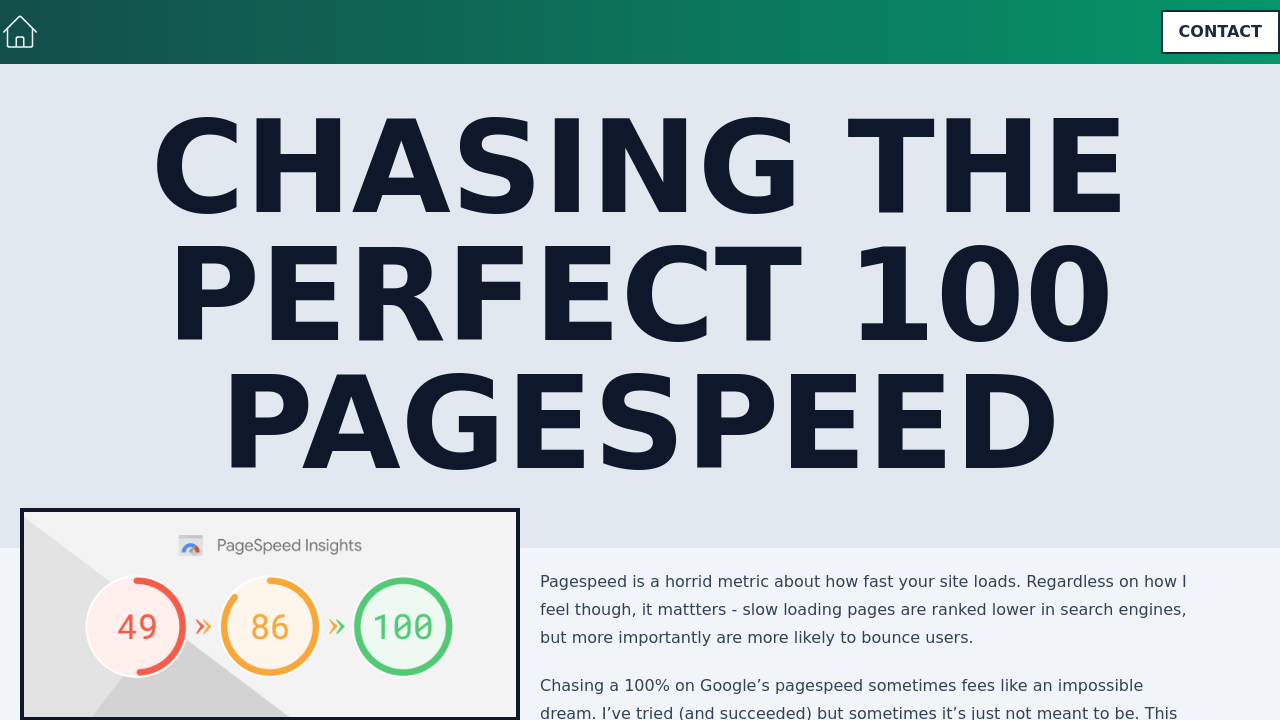 CONTACT
CHASING THE
PERFECT 100
PAGESPEED
PageSpeed Insights
49 » 86 » 100
Pagespeed is a horrid metric about how fast your site loads. Regardless on how I
feel though, it mattters - slow loading pages are ranked lower in search engines,
but more importantly are more likely to bounce users.
Chasing a 100% on Google’s pagespeed sometimes fees like an impossible
dream. I’ve tried (and succeeded) but sometimes it’s just not meant to be. This